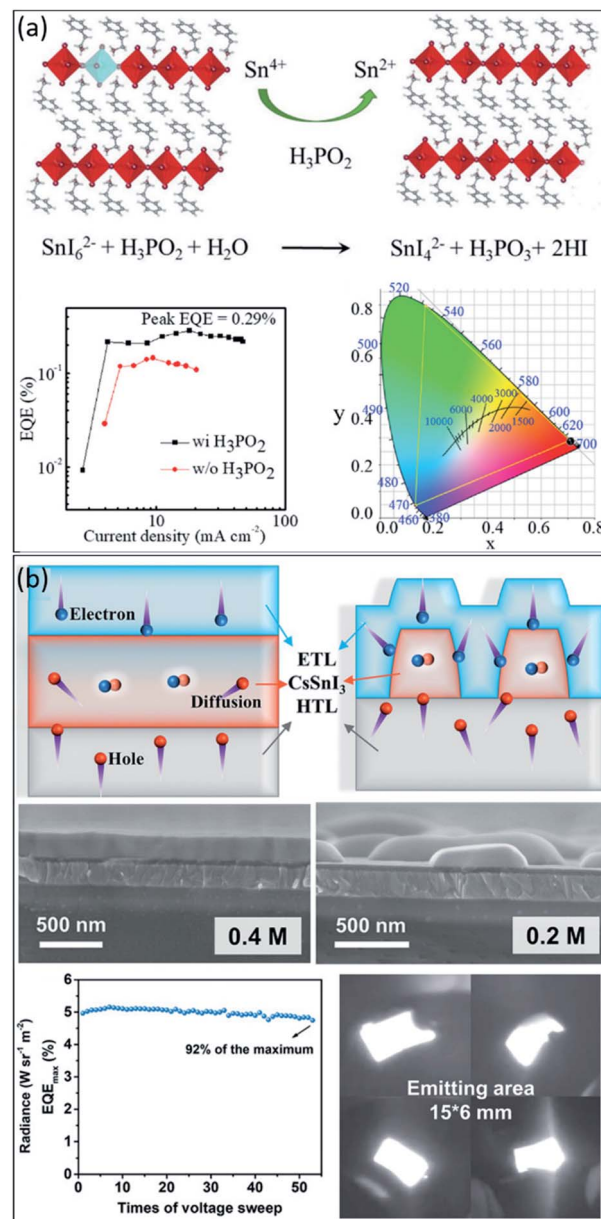 (a)
Sn⁴⁺ Sn²⁺
H₃PO₂
SnI₆²⁻ + H₃PO₂ + H₂O ⟶ SnI₄²⁻ + H₃PO₃ + 2HI
Peak EQE = 0.29%
EQE (%)
10⁻¹
10⁻²
wi H₃PO₂
w/o H₃PO₂
10 100
Current density (mA cm⁻²)
y
0.8
0.6
0.4
0.2
0.0
0.0 0.2 0.4 0.6 0.8
x
520
540
500
560
580
490
600
620
700
480
470
460
380
10000
6000
4000
3000
2000
1500
(b)
Electron
Diffusion
Hole
ETL
CsSnI₃
HTL
500 nm
0.4 M
500 nm
0.2 M
Radiance (W sr⁻¹ m⁻²)
EQEₘₐₓ (%)
6
5
4
3
2
1
0
92% of the maximum
0 10 20 30 40 50
Times of voltage sweep
Emitting area
15*6 mm